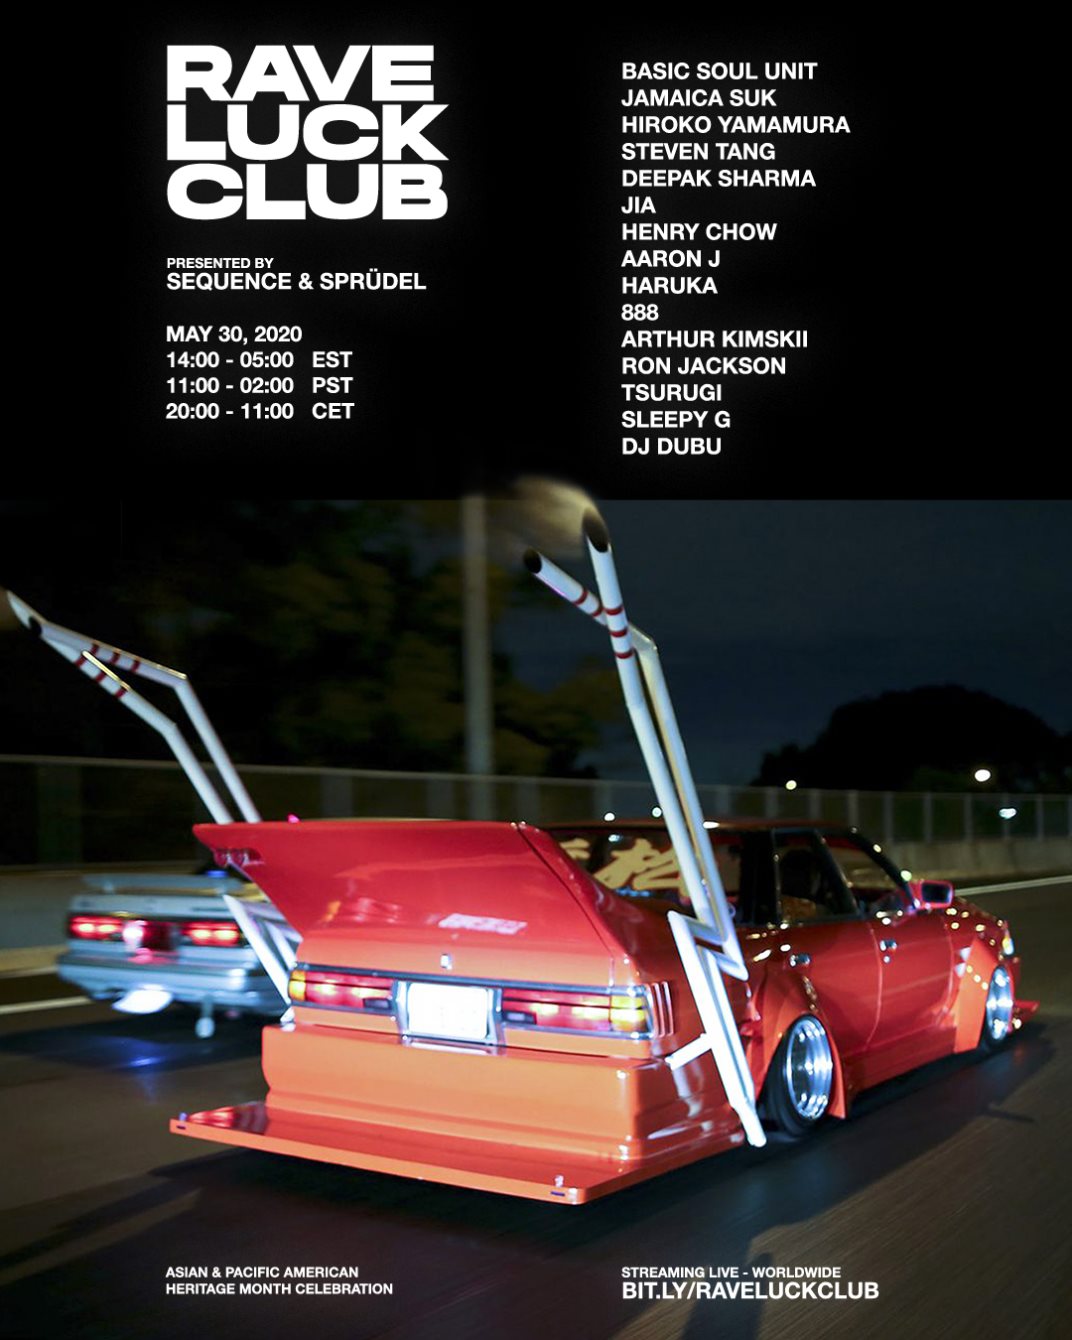 RAVE
LUCK
CLUB
PRESENTED BY
SEQUENCE & SPRÜDEL
MAY 30, 2020
14:00 - 05:00 EST
11:00 - 02:00 PST
20:00 - 11:00 CET
BASIC SOUL UNIT
JAMAICA SUK
HIROKO YAMAMURA
STEVEN TANG
DEEPAK SHARMA
JIA
HENRY CHOW
AARON J
HARUKA
888
ARTHUR KIMSKII
RON JACKSON
TSURUGI
SLEEPY G
DJ DUBU
ASIAN & PACIFIC AMERICAN
HERITAGE MONTH CELEBRATION
STREAMING LIVE - WORLDWIDE
BIT.LY/RAVELUCKCLUB